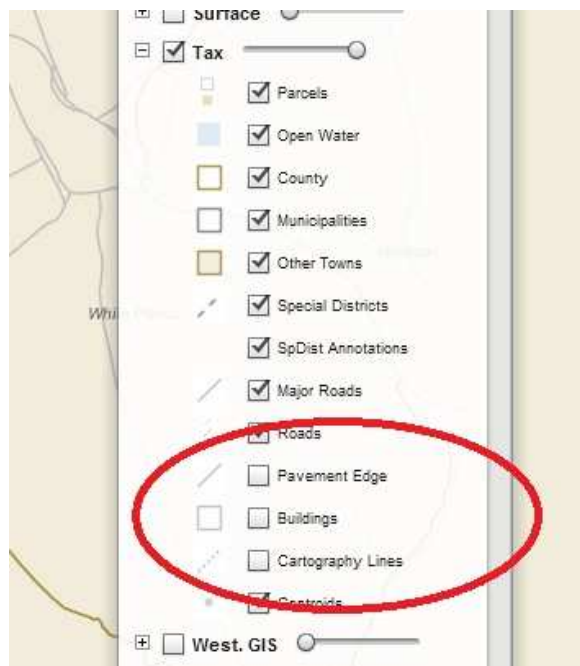 Surface
Tax
Parcels
Open Water
County
Municipalities
Other Towns
Special Districts
SpDist Annotations
Major Roads
Roads
Pavement Edge
Buildings
Cartography Lines
Centroids
West. GIS